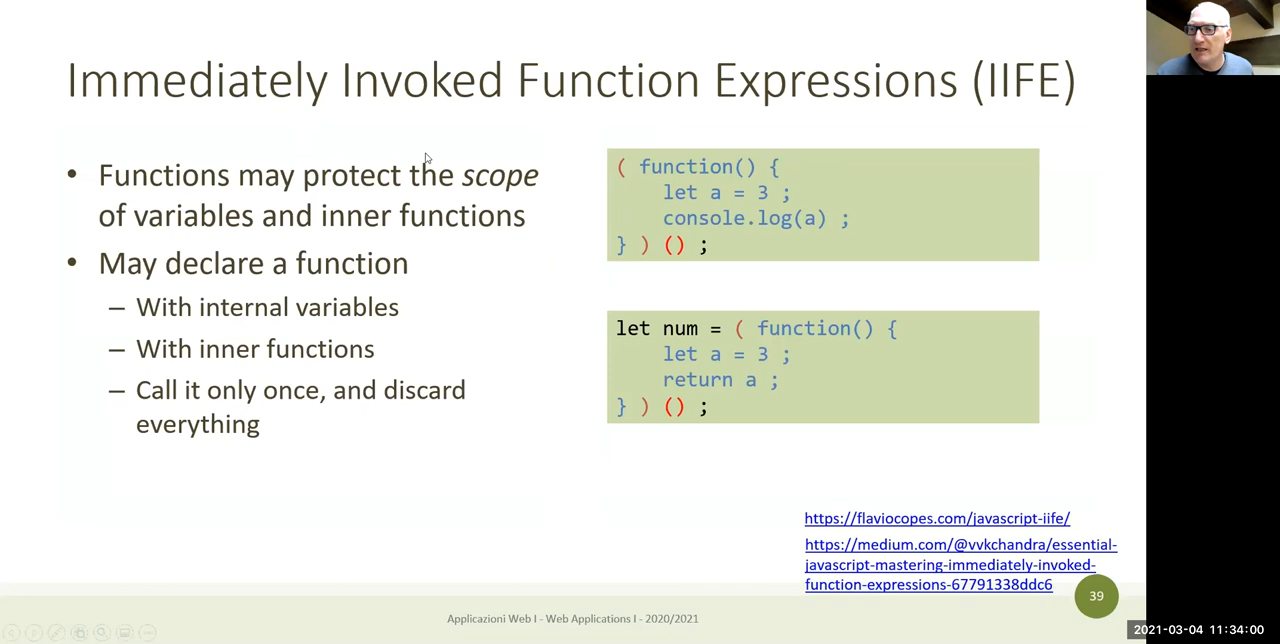 Immediately Invoked Function Expressions (IIFE)
• Functions may protect the scope
of variables and inner functions
• May declare a function
– With internal variables
– With inner functions
– Call it only once, and discard
everything
( function() {
let a = 3 ;
console.log(a) ;
} ) () ;
let num = ( function() {
let a = 3 ;
return a ;
} ) () ;
https://flaviocopes.com/javascript-iife/
https://medium.com/@vvkchandra/essential-
javascript-mastering-immediately-invoked-
function-expressions-67791338ddc6
39
Applicazioni Web I - Web Applications I - 2020/2021
2021-03-04 11:34:00